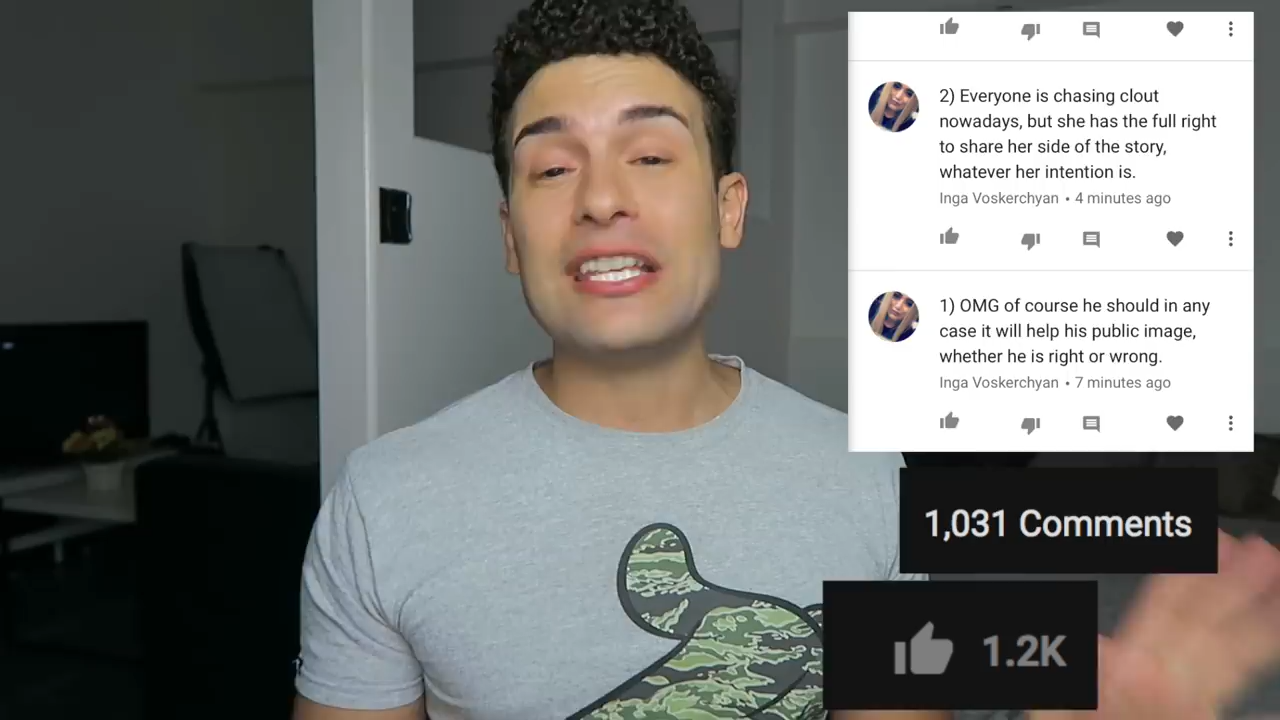 2) Everyone is chasing clout
nowadays, but she has the full right
to share her side of the story,
whatever her intention is.
Inga Voskerchyan • 4 minutes ago
1) OMG of course he should in any
case it will help his public image,
whether he is right or wrong.
Inga Voskerchyan • 7 minutes ago
1,031 Comments
1.2K